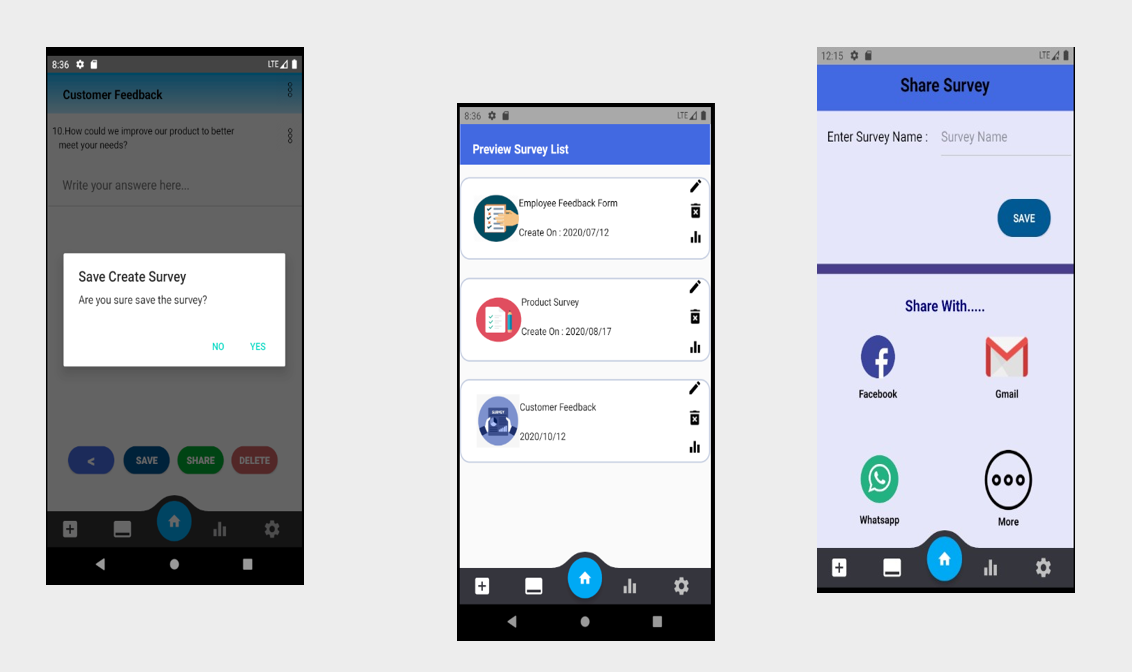 8:36
LTE
Customer Feedback
10.How could we improve our product to better
meet your needs?
Write your answere here...
Save Create Survey
Are you sure save the survey?
NO YES
< SAVE SHARE DELETE
8:36
LTE
Preview Survey List
Employee Feedback Form
Create On : 2020/07/12
Product Survey
Create On : 2020/08/17
SURVEY
Customer Feedback
2020/10/12
12:15
LTE
Share Survey
Enter Survey Name : Survey Name
SAVE
Share With.....
Facebook Gmail
Whatsapp More